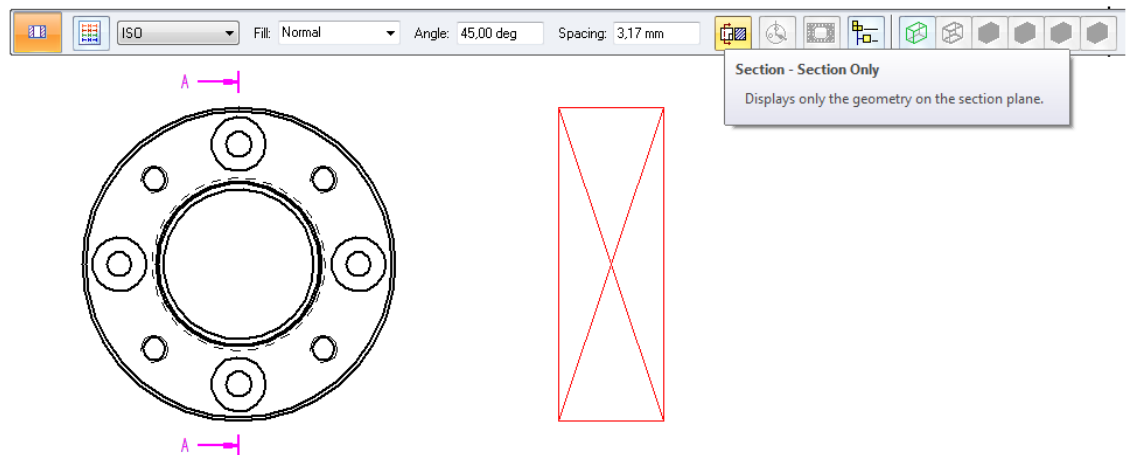 ISO Fill: Normal Angle: 45,00 deg Spacing: 3,17 mm
Section - Section Only
Displays only the geometry on the section plane.
A
A